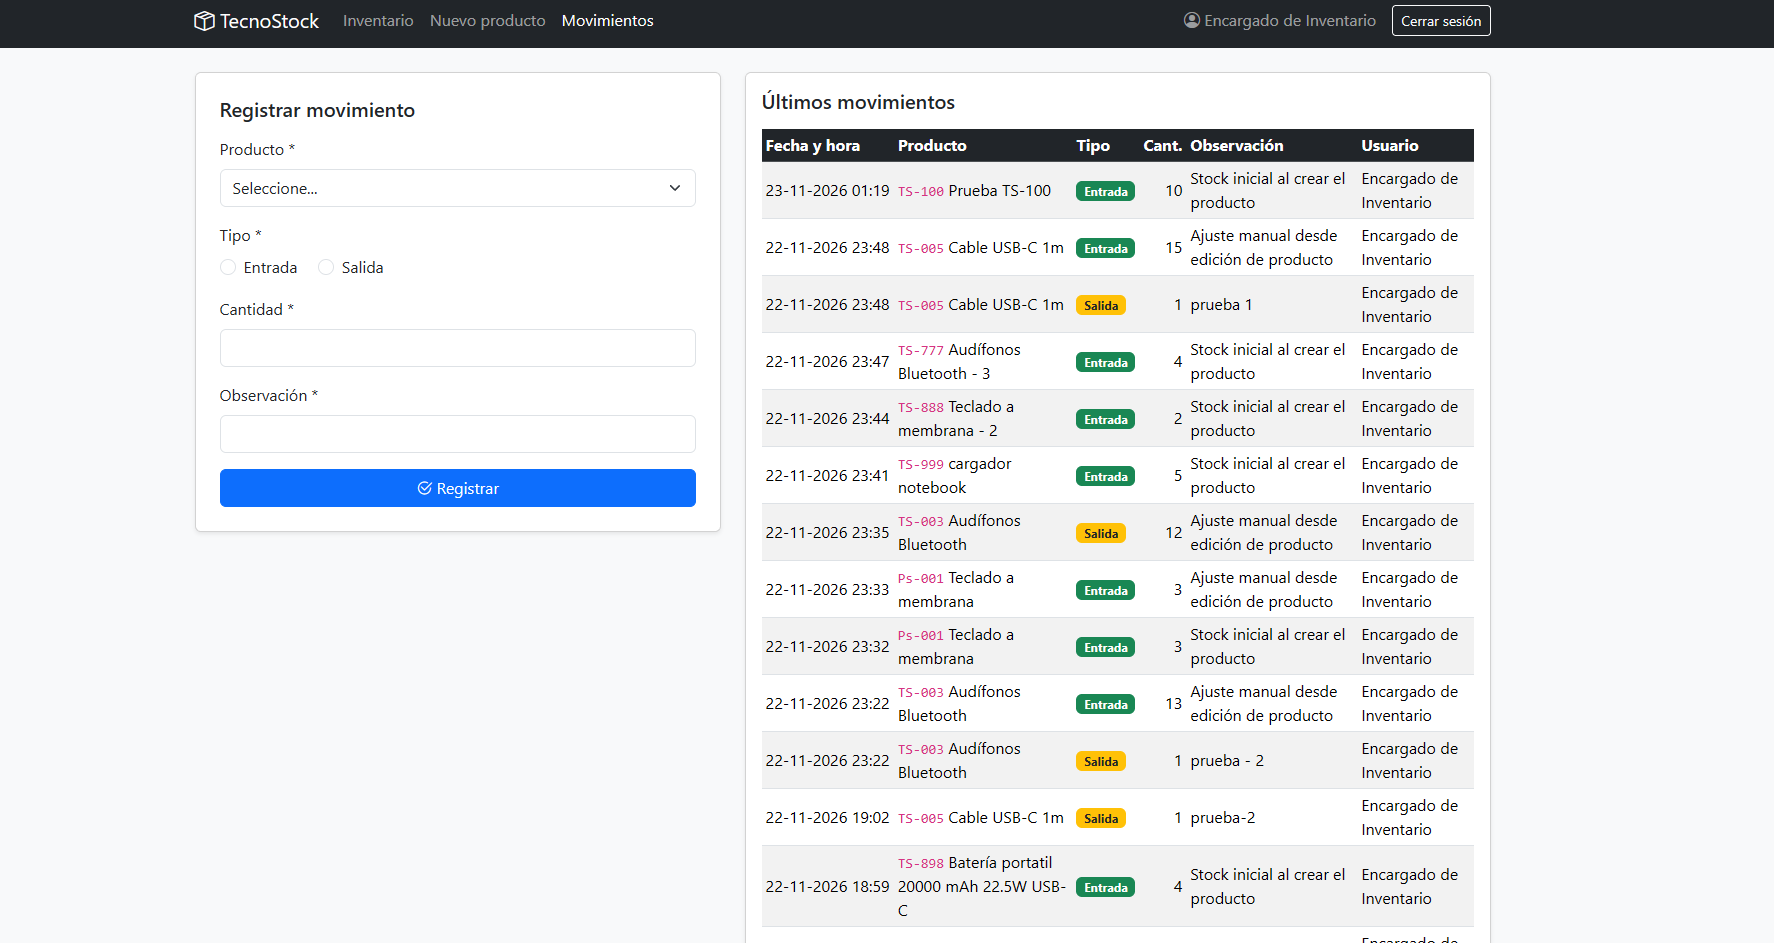 TecnoStock Inventario Nuevo producto Movimientos Encargado de Inventario Cerrar sesión
Registrar movimiento
Producto *
Seleccione...
Tipo *
Entrada Salida
Cantidad *
Observación *
Registrar
Últimos movimientos
Fecha y hora Producto Tipo Cant. Observación Usuario
23-11-2026 01:19 TS-100 Prueba TS-100 Entrada 10 Stock inicial al crear el
producto Encargado de
Inventario
22-11-2026 23:48 TS-005 Cable USB-C 1m Entrada 15 Ajuste manual desde
edición de producto Encargado de
Inventario
22-11-2026 23:48 TS-005 Cable USB-C 1m Salida 1 prueba 1 Encargado de
Inventario
22-11-2026 23:47 TS-777 Audífonos
Bluetooth - 3 Entrada 4 Stock inicial al crear el
producto Encargado de
Inventario
22-11-2026 23:44 TS-888 Teclado a
membrana - 2 Entrada 2 Stock inicial al crear el
producto Encargado de
Inventario
22-11-2026 23:41 TS-999 cargador
notebook Entrada 5 Stock inicial al crear el
producto Encargado de
Inventario
22-11-2026 23:35 TS-003 Audífonos
Bluetooth Salida 12 Ajuste manual desde
edición de producto Encargado de
Inventario
22-11-2026 23:33 Ps-001 Teclado a
membrana Entrada 3 Ajuste manual desde
edición de producto Encargado de
Inventario
22-11-2026 23:32 Ps-001 Teclado a
membrana Entrada 3 Stock inicial al crear el
producto Encargado de
Inventario
22-11-2026 23:22 TS-003 Audífonos
Bluetooth Entrada 13 Ajuste manual desde
edición de producto Encargado de
Inventario
22-11-2026 23:22 TS-003 Audífonos
Bluetooth Salida 1 prueba - 2 Encargado de
Inventario
22-11-2026 19:02 TS-005 Cable USB-C 1m Salida 1 prueba-2 Encargado de
Inventario
22-11-2026 18:59 TS-898 Batería portatil
20000 mAh 22.5W USB-
C Entrada 4 Stock inicial al crear el
producto Encargado de
Inventario
Encargado de